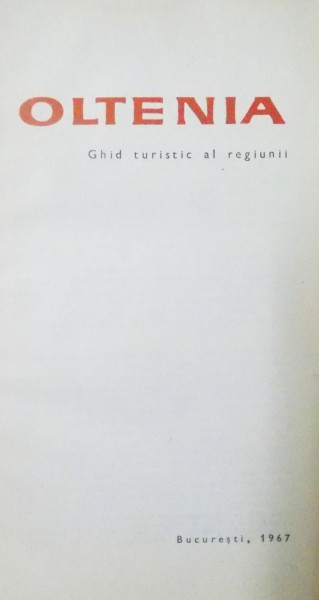 OLTENIA
Ghid turistic al regiunii
București, 1967